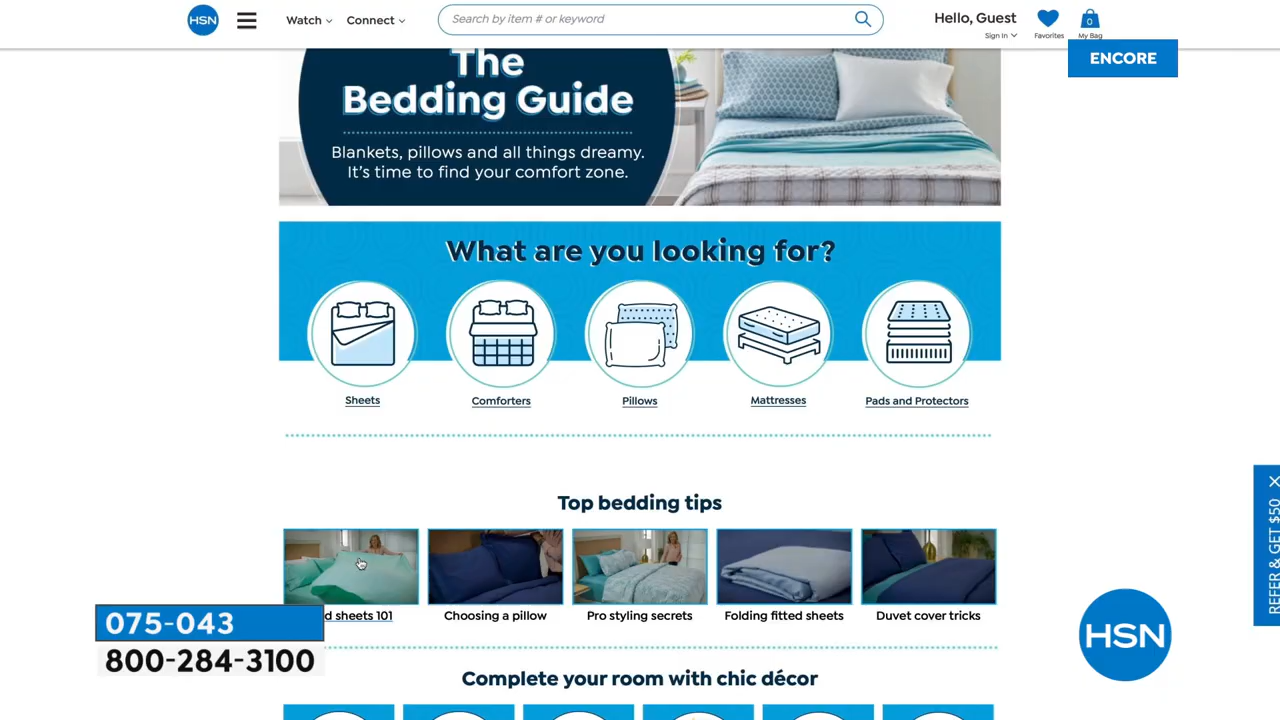 HSN
Watch
Connect
Search by item # or keyword
Hello, Guest
Sign In
Favorites
0
My Bag
ENCORE
The
Bedding Guide
Blankets, pillows and all things dreamy.
It's time to find your comfort zone.
What are you looking for?
Sheets
Comforters
Pillows
Mattresses
Pads and Protectors
REFER & GET $50
Top bedding tips
d sheets 101
Choosing a pillow
Pro styling secrets
Folding fitted sheets
Duvet cover tricks
075-043
800-284-3100
HSN
Complete your room with chic décor